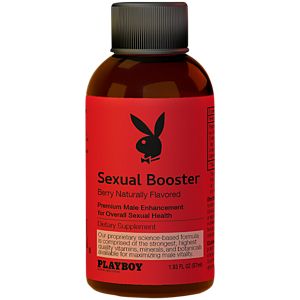 Sexual Booster
Berry Naturally Flavored
Premium Male Enhancement
for Overall Sexual Health
Dietary Supplement
Our proprietary science-based formula
is comprised of the strongest, highest
quality vitamins, minerals, and botanicals
available for maximizing male vitality.
PLAYBOY
1.93 FL OZ (57ml)